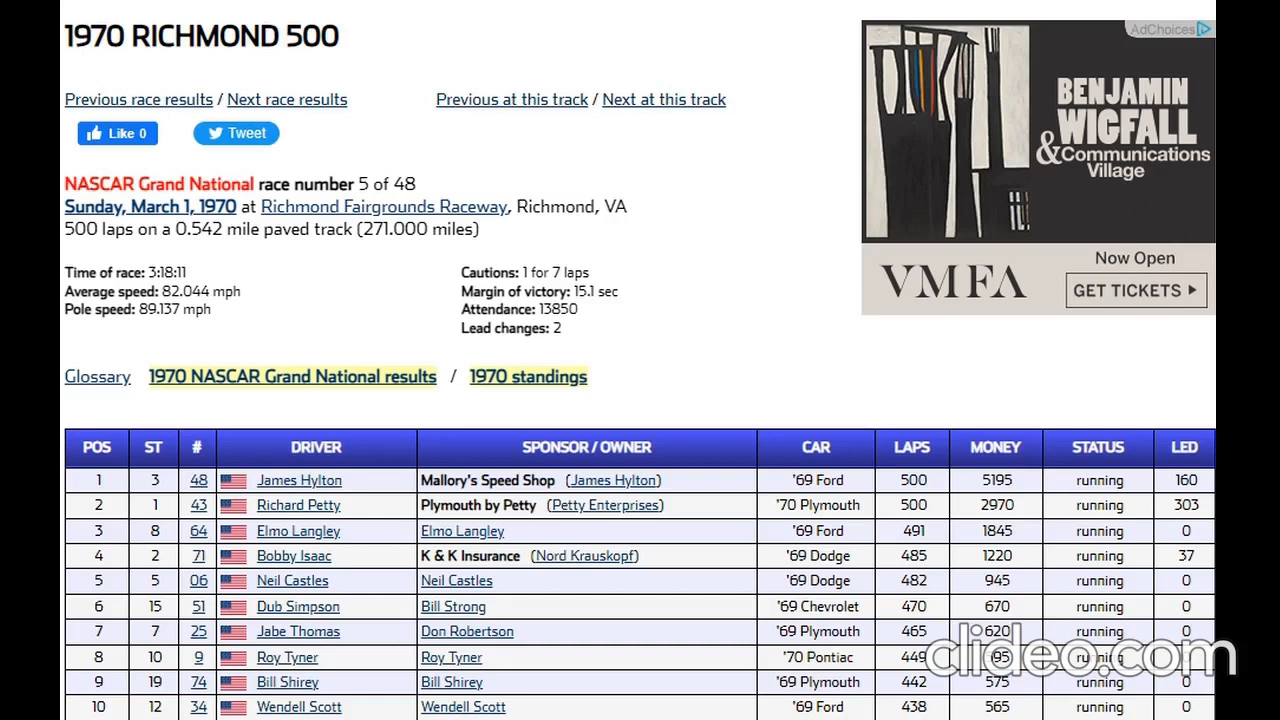 1970 RICHMOND 500
AdChoices
BENJAMIN
WIGFALL
&Communications
Village
Now Open
VMFA
GET TICKETS
Previous race results / Next race results
Previous at this track / Next at this track
Like 0
Tweet
NASCAR Grand National race number 5 of 48
Sunday, March 1, 1970 at Richmond Fairgrounds Raceway, Richmond, VA
500 laps on a 0.542 mile paved track (271.000 miles)
Time of race: 3:18:11
Average speed: 82.044 mph
Pole speed: 89.137 mph
Cautions: 1 for 7 laps
Margin of victory: 15.1 sec
Attendance: 13850
Lead changes: 2
Glossary 1970 NASCAR Grand National results / 1970 standings
POS ST # DRIVER SPONSOR / OWNER CAR LAPS MONEY STATUS LED
1 3 48 James Hylton Mallory's Speed Shop (James Hylton) '69 Ford 500 5195 running 160
2 1 43 Richard Petty Plymouth by Petty (Petty Enterprises) '70 Plymouth 500 2970 running 303
3 8 64 Elmo Langley Elmo Langley '69 Ford 491 1845 running 0
4 2 71 Bobby Isaac K & K Insurance (Nord Krauskopf) '69 Dodge 485 1220 running 37
5 5 06 Neil Castles Neil Castles '69 Dodge 482 945 running 0
6 15 51 Dub Simpson Bill Strong '69 Chevrolet 470 670 running 0
7 7 25 Jabe Thomas Don Robertson '69 Plymouth 465 620 running 0
8 10 9 Roy Tyner Roy Tyner '70 Pontiac 449 595 running
9 19 74 Bill Shirey Bill Shirey '69 Plymouth 442 575 running 0
10 12 34 Wendell Scott Wendell Scott '69 Ford 438 565 running 0
clideo.com